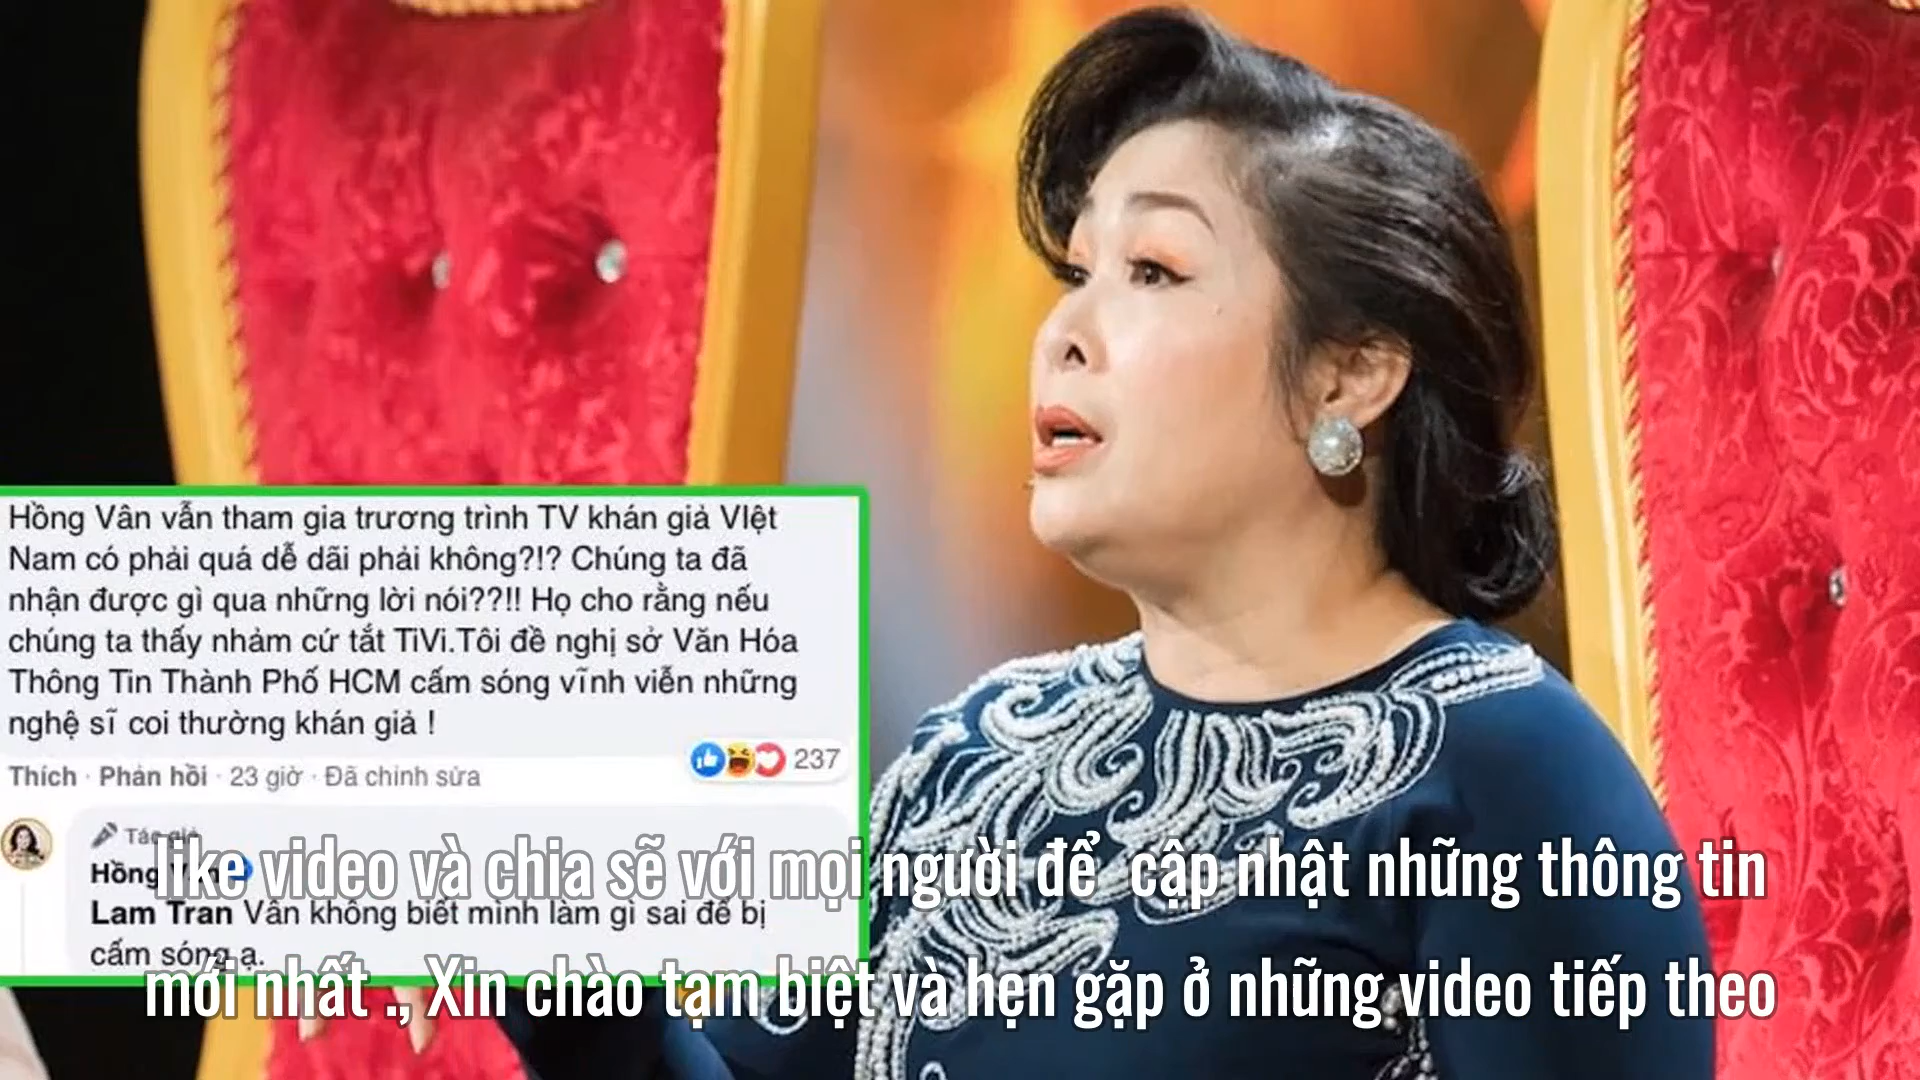 Hồng Vân vẫn tham gia trương trình TV khán giả VIệt
Nam có phải quá dễ dãi phải không?!? Chúng ta đã
nhận được gì qua những lời nói??!! Họ cho rằng nếu
chúng ta thấy nhảm cứ tắt TiVi.Tôi đề nghị sở Văn Hóa
Thông Tin Thành Phố HCM cấm sóng vĩnh viễn những
nghệ sĩ coi thường khán giả !
237
Thích · Phản hồi · 23 giờ · Đã chỉnh sửa
Tác giả
Hồng Vân
Lam Tran Vân không biết mình làm gì sai để bị
cấm sóng ạ.
like video và chia sẽ với mọi người để cập nhật những thông tin
mới nhất ., Xin chào tạm biệt và hẹn gặp ở những video tiếp theo